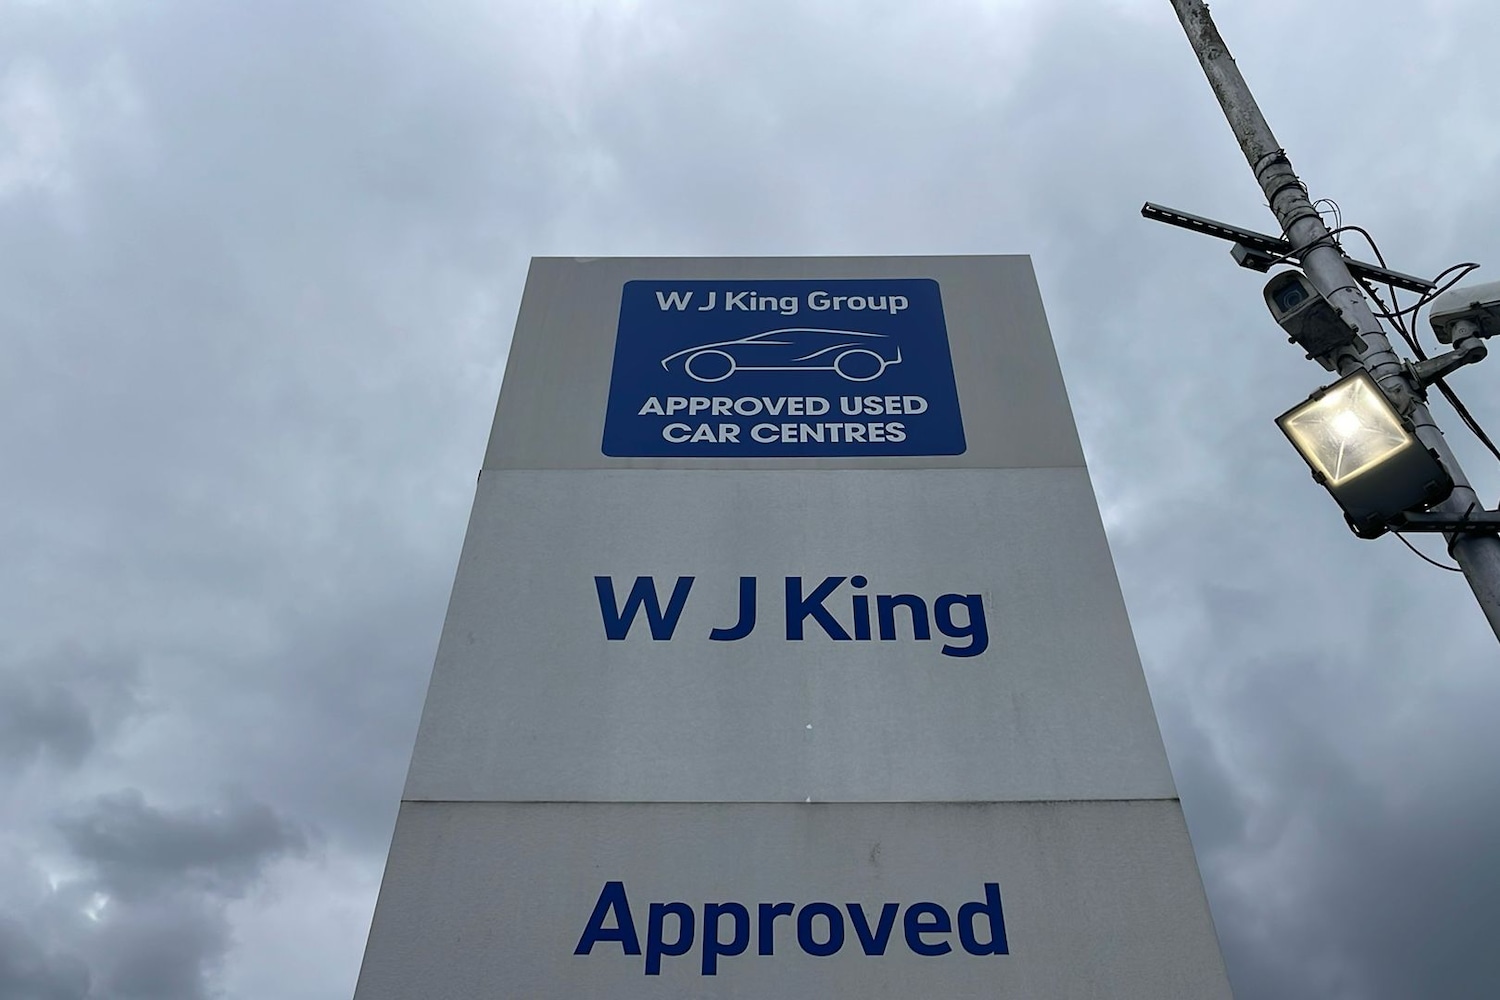 W J King Group
APPROVED USED
CAR CENTRES
W J King
Approved